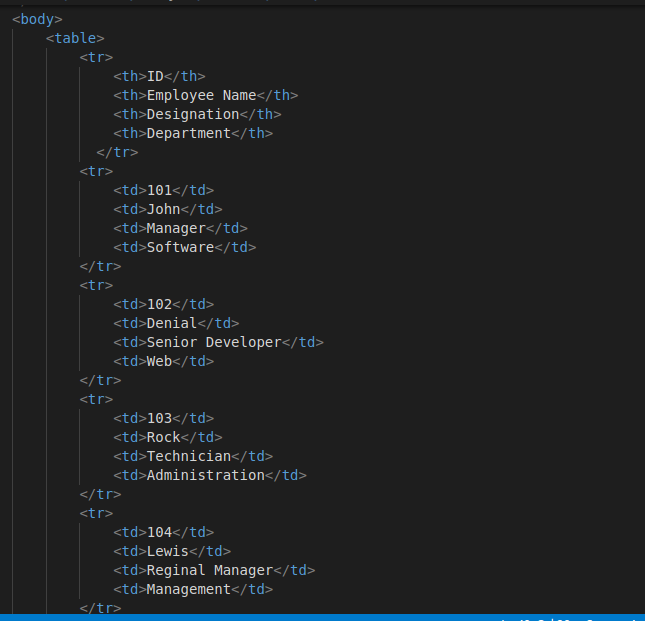 <body>
<table>
<tr>
<th>ID</th>
<th>Employee Name</th>
<th>Designation</th>
<th>Department</th>
</tr>
<tr>
<td>101</td>
<td>John</td>
<td>Manager</td>
<td>Software</td>
</tr>
<tr>
<td>102</td>
<td>Denial</td>
<td>Senior Developer</td>
<td>Web</td>
</tr>
<tr>
<td>103</td>
<td>Rock</td>
<td>Technician</td>
<td>Administration</td>
</tr>
<tr>
<td>104</td>
<td>Lewis</td>
<td>Reginal Manager</td>
<td>Management</td>
</tr>